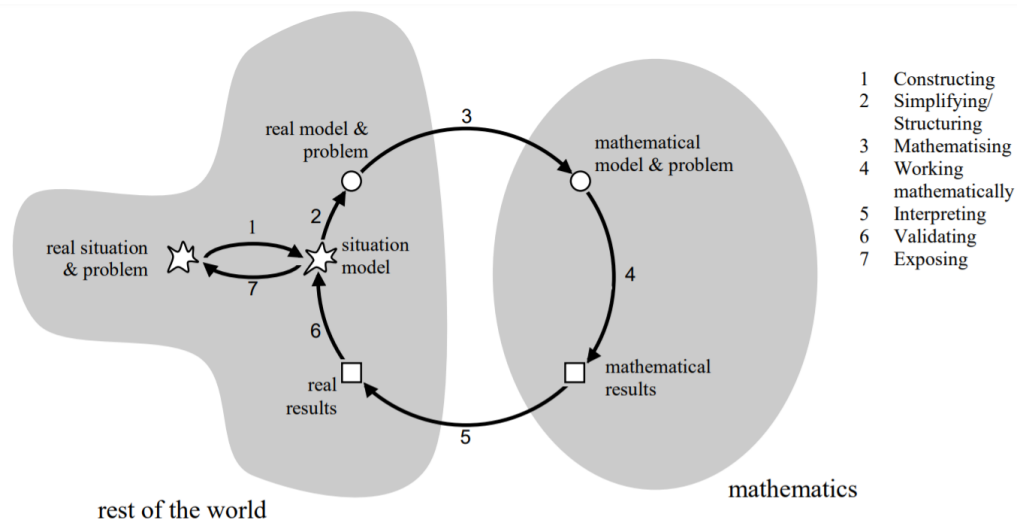 real model &
problem
3
mathematical
model & problem
2
1
real situation
& problem
situation
model
7
4
6
real
results
mathematical
results
5
mathematics
rest of the world
1 Constructing
2 Simplifying/
Structuring
3 Mathematising
4 Working
mathematically
5 Interpreting
6 Validating
7 Exposing